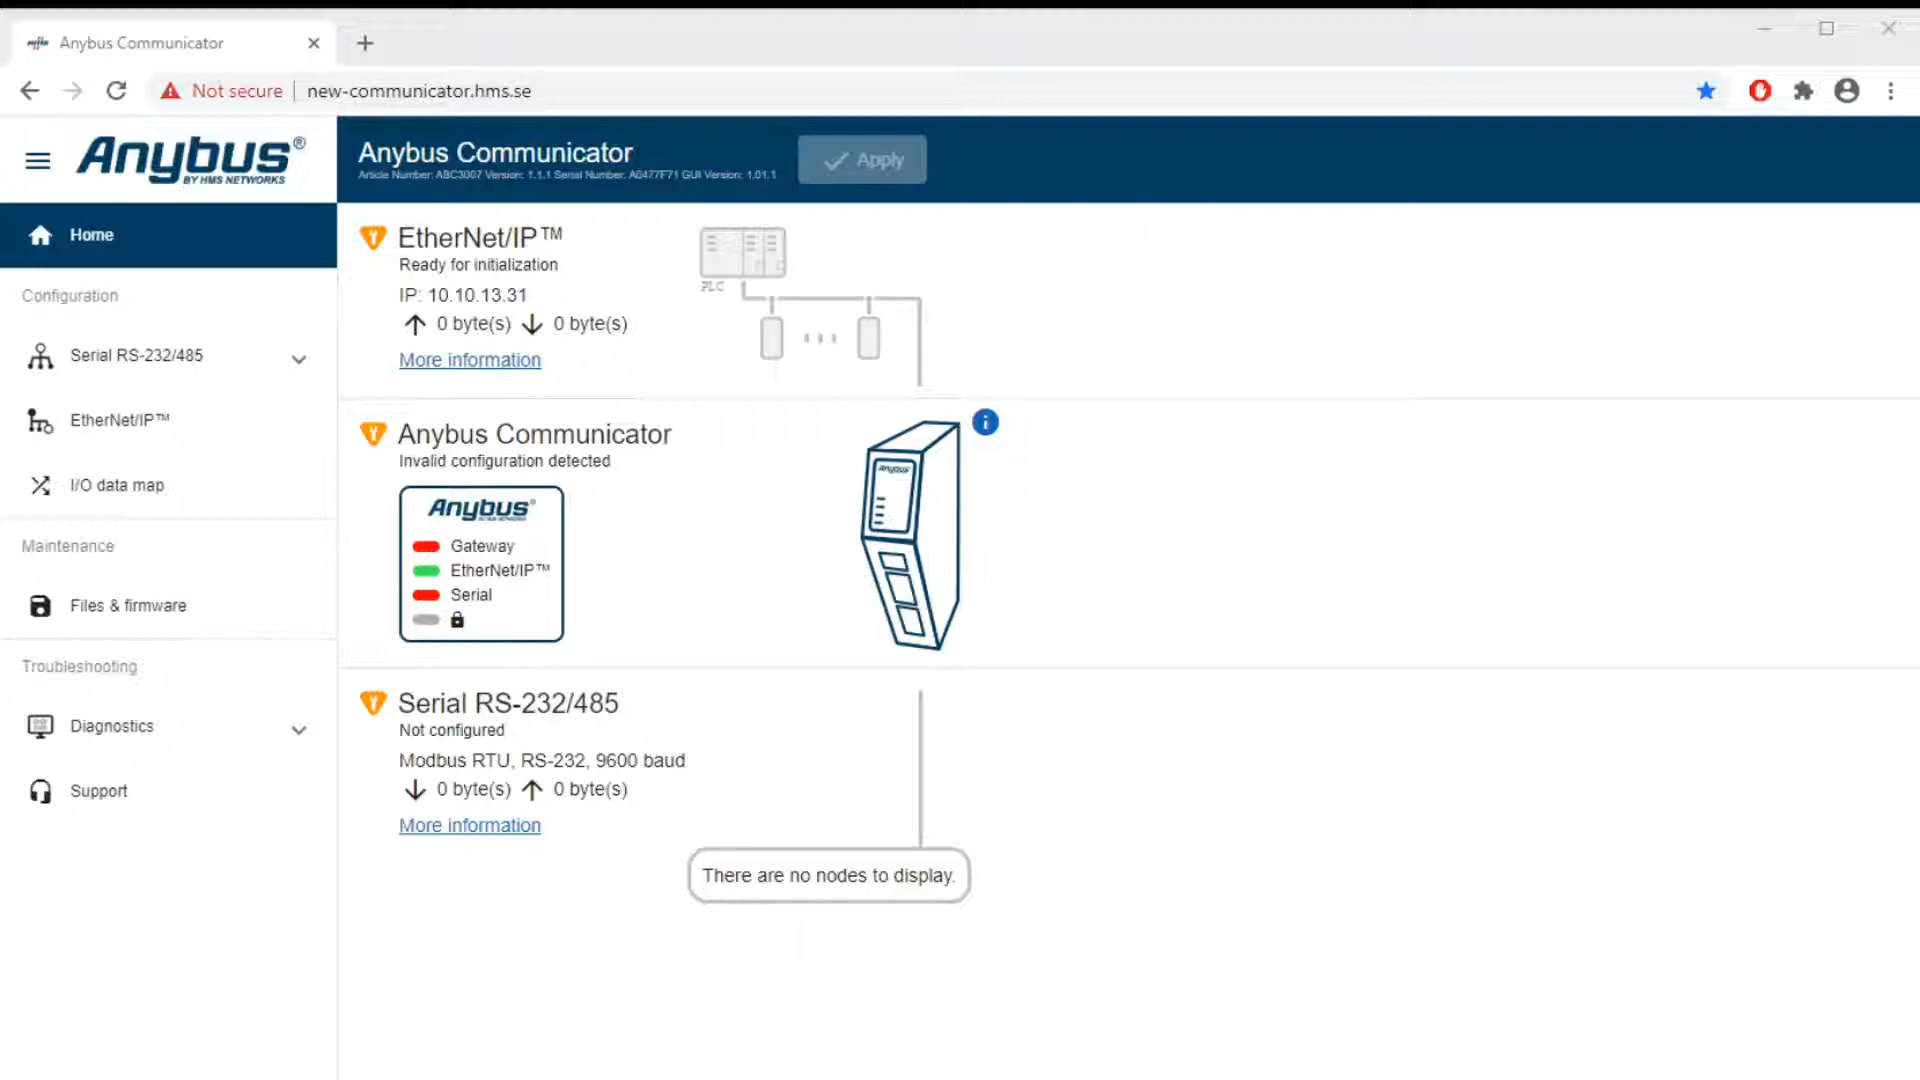 Anybus Communicator
Not secure
new-communicator.hms.se
Anybus®
BY HMS NETWORKS
Anybus Communicator
Article Number: ABC3007 Version: 1.1.1 Serial Number: A0477F71 GUI Version: 1.01.1
Apply
Home
Configuration
Serial RS-232/485
EtherNet/IP™
I/O data map
Maintenance
Files & firmware
Troubleshooting
Diagnostics
Support
EtherNet/IP™
Ready for initialization
IP: 10.10.13.31
0 byte(s) 0 byte(s)
More information
PLC
Anybus Communicator
Invalid configuration detected
Anybus®
BY HMS NETWORKS
Gateway
EtherNet/IP™
Serial
Anybus
Serial RS-232/485
Not configured
Modbus RTU, RS-232, 9600 baud
0 byte(s) 0 byte(s)
More information
There are no nodes to display.